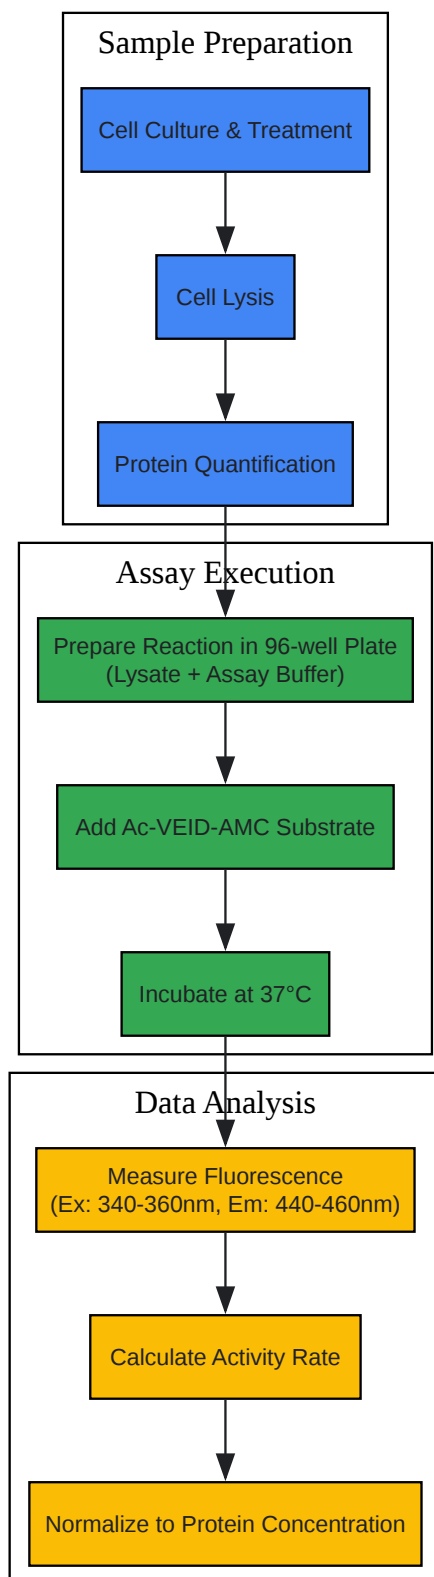 Sample Preparation
Cell Culture & Treatment
Cell Lysis
Protein Quantification
Assay Execution
Prepare Reaction in 96-well Plate
(Lysate + Assay Buffer)
Add Ac-VEID-AMC Substrate
Incubate at 37°C
Data Analysis
Measure Fluorescence
(Ex: 340-360nm, Em: 440-460nm)
Calculate Activity Rate
Normalize to Protein Concentration